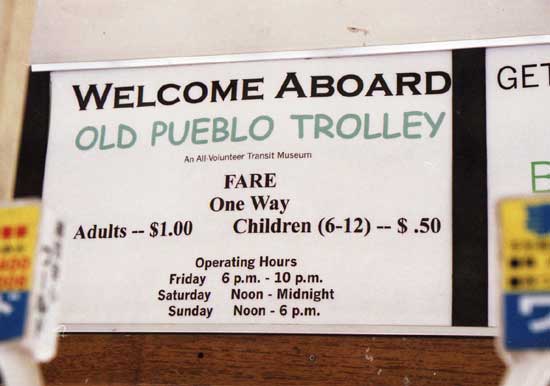 WELCOME ABOARD
OLD PUEBLO TROLLEY
An All-Volunteer Transit Museum
FARE
One Way
Adults -- $1.00 Children (6-12) -- $ .50
Operating Hours
Friday 6 p.m. - 10 p.m.
Saturday Noon - Midnight
Sunday Noon - 6 p.m.
GET